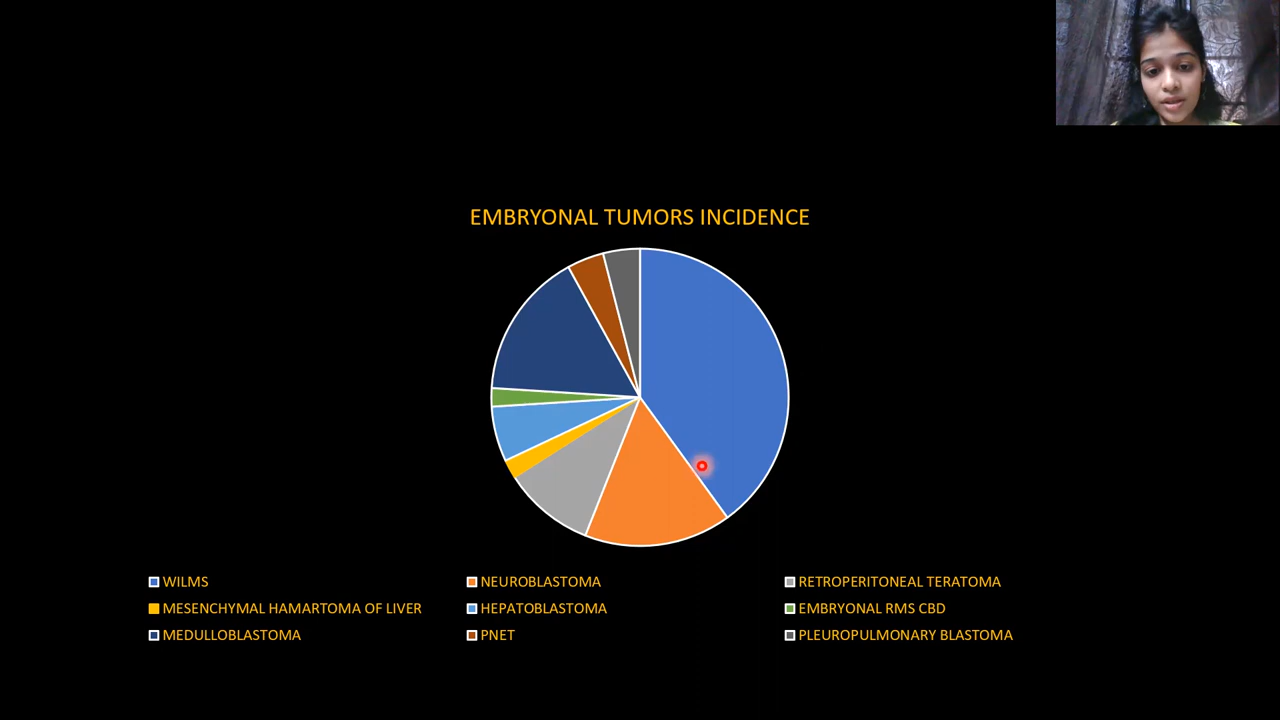 EMBRYONAL TUMORS INCIDENCE
WILMS NEUROBLASTOMA RETROPERITONEAL TERATOMA
MESENCHYMAL HAMARTOMA OF LIVER HEPATOBLASTOMA EMBRYONAL RMS CBD
MEDULLOBLASTOMA PNET PLEUROPULMONARY BLASTOMA